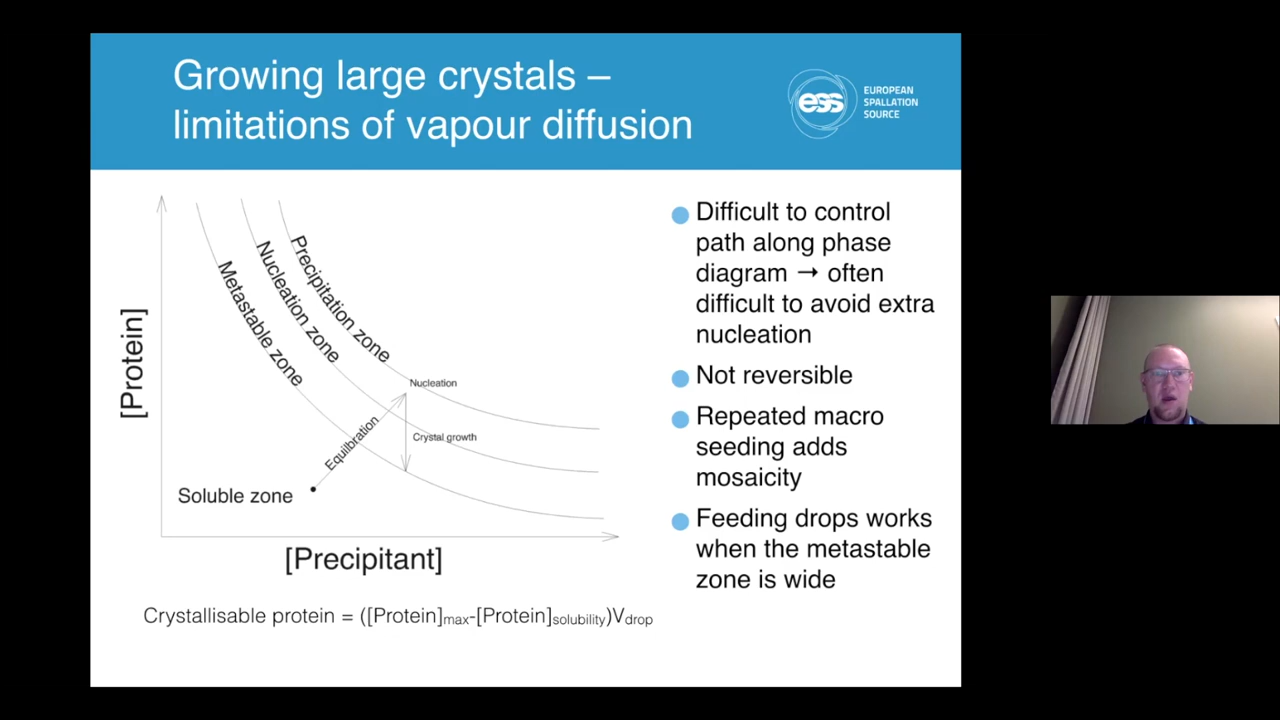 Growing large crystals –
limitations of vapour diffusion
ess
EUROPEAN
SPALLATION
SOURCE
[Protein]
Metastable zone
Nucleation zone
Precipitation zone
Nucleation
Crystal growth
Equilbration
Soluble zone
[Precipitant]
Crystallisable protein = ([Protein]max-[Protein]solubility)Vdrop
Difficult to control
path along phase
diagram → often
difficult to avoid extra
nucleation
Not reversible
Repeated macro
seeding adds
mosaicity
Feeding drops works
when the metastable
zone is wide